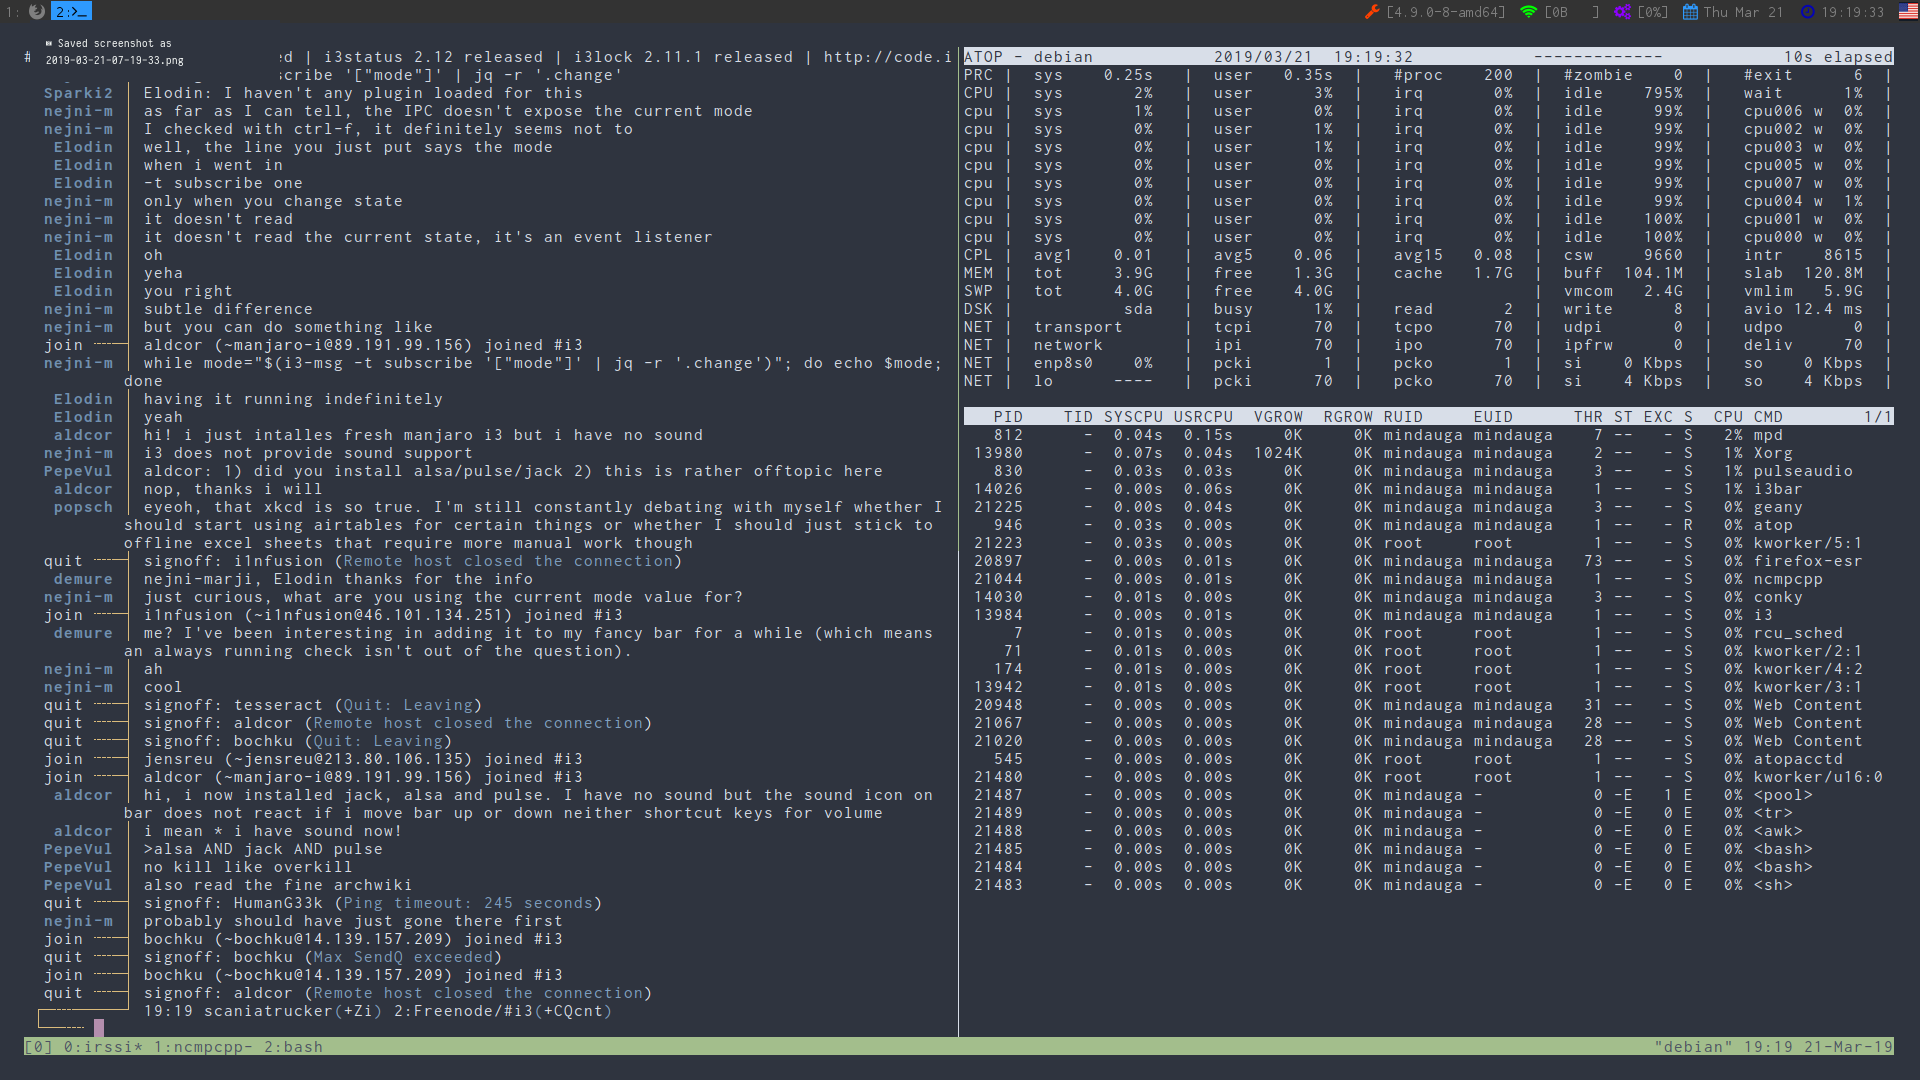 1: 2:>_ [4.9.0-8-amd64] [0B ] [0%] Thu Mar 21 19:19:33
Saved screenshot as
2019-03-21-07-19-33.png
# ed | i3status 2.12 released | i3lock 2.11.1 released | http://code.i
scribe '["mode"]' | jq -r '.change'
Sparki2 | Elodin: I haven't any plugin loaded for this
nejni-m | as far as I can tell, the IPC doesn't expose the current mode
nejni-m | I checked with ctrl-f, it definitely seems not to
Elodin | well, the line you just put says the mode
Elodin | when i went in
Elodin | -t subscribe one
nejni-m | only when you change state
nejni-m | it doesn't read
nejni-m | it doesn't read the current state, it's an event listener
Elodin | oh
Elodin | yeha
Elodin | you right
nejni-m | subtle difference
nejni-m | but you can do something like
join | aldcor (~manjaro-i@89.191.99.156) joined #i3
nejni-m | while mode="$(i3-msg -t subscribe '["mode"]' | jq -r '.change')"; do echo $mode;
done
Elodin | having it running indefinitely
Elodin | yeah
aldcor | hi! i just intalles fresh manjaro i3 but i have no sound
nejni-m | i3 does not provide sound support
PepeVul | aldcor: 1) did you install alsa/pulse/jack 2) this is rather offtopic here
aldcor | nop, thanks i will
popsch | eyeoh, that xkcd is so true. I'm still constantly debating with myself whether I
should start using airtables for certain things or whether I should just stick to
offline excel sheets that require more manual work though
quit | signoff: i1nfusion (Remote host closed the connection)
demure | nejni-marji, Elodin thanks for the info
nejni-m | just curious, what are you using the current mode value for?
join | i1nfusion (~i1nfusion@46.101.134.251) joined #i3
demure | me? I've been interesting in adding it to my fancy bar for a while (which means
an always running check isn't out of the question).
nejni-m | ah
nejni-m | cool
quit | signoff: tesseract (Quit: Leaving)
quit | signoff: aldcor (Remote host closed the connection)
quit | signoff: bochku (Quit: Leaving)
join | jensreu (~jensreu@213.80.106.135) joined #i3
join | aldcor (~manjaro-i@89.191.99.156) joined #i3
aldcor | hi, i now installed jack, alsa and pulse. I have no sound but the sound icon on
bar does not react if i move bar up or down neither shortcut keys for volume
aldcor | i mean * i have sound now!
PepeVul | >alsa AND jack AND pulse
PepeVul | no kill like overkill
PepeVul | also read the fine archwiki
quit | signoff: HumanG33k (Ping timeout: 245 seconds)
nejni-m | probably should have just gone there first
join | bochku (~bochku@14.139.157.209) joined #i3
quit | signoff: bochku (Max SendQ exceeded)
join | bochku (~bochku@14.139.157.209) joined #i3
quit | signoff: aldcor (Remote host closed the connection)
19:19 scaniatrucker(+Zi) 2:Freenode/#i3(+CQcnt)
ATOP - debian 2019/03/21 19:19:32 ------------- 10s elapsed
PRC | sys 0.25s | user 0.35s | #proc 200 | #zombie 0 | #exit 6 |
CPU | sys 2% | user 3% | irq 0% | idle 795% | wait 1% |
cpu | sys 1% | user 0% | irq 0% | idle 99% | cpu006 w 0% |
cpu | sys 0% | user 1% | irq 0% | idle 99% | cpu002 w 0% |
cpu | sys 0% | user 1% | irq 0% | idle 99% | cpu003 w 0% |
cpu | sys 0% | user 0% | irq 0% | idle 99% | cpu005 w 0% |
cpu | sys 0% | user 0% | irq 0% | idle 99% | cpu007 w 0% |
cpu | sys 0% | user 0% | irq 0% | idle 99% | cpu004 w 1% |
cpu | sys 0% | user 0% | irq 0% | idle 100% | cpu001 w 0% |
cpu | sys 0% | user 0% | irq 0% | idle 100% | cpu000 w 0% |
CPL | avg1 0.01 | avg5 0.06 | avg15 0.08 | csw 9660 | intr 8615 |
MEM | tot 3.9G | free 1.3G | cache 1.7G | buff 104.1M | slab 120.8M |
SWP | tot 4.0G | free 4.0G | | vmcom 2.4G | vmlim 5.9G |
DSK | sda | busy 1% | read 2 | write 8 | avio 12.4 ms |
NET | transport | tcpi 70 | tcpo 70 | udpi 0 | udpo 0 |
NET | network | ipi 70 | ipo 70 | ipfrw 0 | deliv 70 |
NET | enp8s0 0% | pcki 1 | pcko 1 | si 0 Kbps | so 0 Kbps |
NET | lo ---- | pcki 70 | pcko 70 | si 4 Kbps | so 4 Kbps |
PID TID SYSCPU USRCPU VGROW RGROW RUID EUID THR ST EXC S CPU CMD 1/1
812 - 0.04s 0.15s 0K 0K mindauga mindauga 7 -- - S 2% mpd
13980 - 0.07s 0.04s 1024K 0K mindauga mindauga 2 -- - S 1% Xorg
830 - 0.03s 0.03s 0K 0K mindauga mindauga 3 -- - S 1% pulseaudio
14026 - 0.00s 0.06s 0K 0K mindauga mindauga 1 -- - S 1% i3bar
21225 - 0.00s 0.04s 0K 0K mindauga mindauga 3 -- - S 0% geany
946 - 0.03s 0.00s 0K 0K mindauga mindauga 1 -- - R 0% atop
21223 - 0.03s 0.00s 0K 0K root root 1 -- - S 0% kworker/5:1
20897 - 0.00s 0.01s 0K 0K mindauga mindauga 73 -- - S 0% firefox-esr
21044 - 0.00s 0.01s 0K 0K mindauga mindauga 1 -- - S 0% ncmpcpp
14030 - 0.01s 0.00s 0K 0K mindauga mindauga 3 -- - S 0% conky
13984 - 0.00s 0.01s 0K 0K mindauga mindauga 1 -- - S 0% i3
7 - 0.01s 0.00s 0K 0K root root 1 -- - S 0% rcu_sched
71 - 0.01s 0.00s 0K 0K root root 1 -- - S 0% kworker/2:1
174 - 0.01s 0.00s 0K 0K root root 1 -- - S 0% kworker/4:2
13942 - 0.01s 0.00s 0K 0K root root 1 -- - S 0% kworker/3:1
20948 - 0.00s 0.00s 0K 0K mindauga mindauga 31 -- - S 0% Web Content
21067 - 0.00s 0.00s 0K 0K mindauga mindauga 28 -- - S 0% Web Content
21020 - 0.00s 0.00s 0K 0K mindauga mindauga 28 -- - S 0% Web Content
545 - 0.00s 0.00s 0K 0K root root 1 -- - S 0% atopacctd
21480 - 0.00s 0.00s 0K 0K root root 1 -- - S 0% kworker/u16:0
21487 - 0.00s 0.00s 0K 0K mindauga - 0 -E 1 E 0% <pool>
21489 - 0.00s 0.00s 0K 0K mindauga - 0 -E 0 E 0% <tr>
21488 - 0.00s 0.00s 0K 0K mindauga - 0 -E 0 E 0% <awk>
21485 - 0.00s 0.00s 0K 0K mindauga - 0 -E 0 E 0% <bash>
21484 - 0.00s 0.00s 0K 0K mindauga - 0 -E 0 E 0% <bash>
21483 - 0.00s 0.00s 0K 0K mindauga - 0 -E 0 E 0% <sh>
[0] 0:irssi* 1:ncmpcpp- 2:bash "debian" 19:19 21-Mar-19